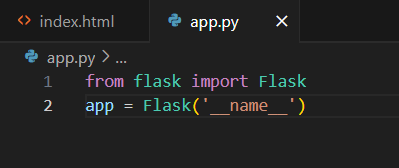 <> index.html
app.py
app.py > ...
1 from flask import Flask
2 app = Flask('__name__')